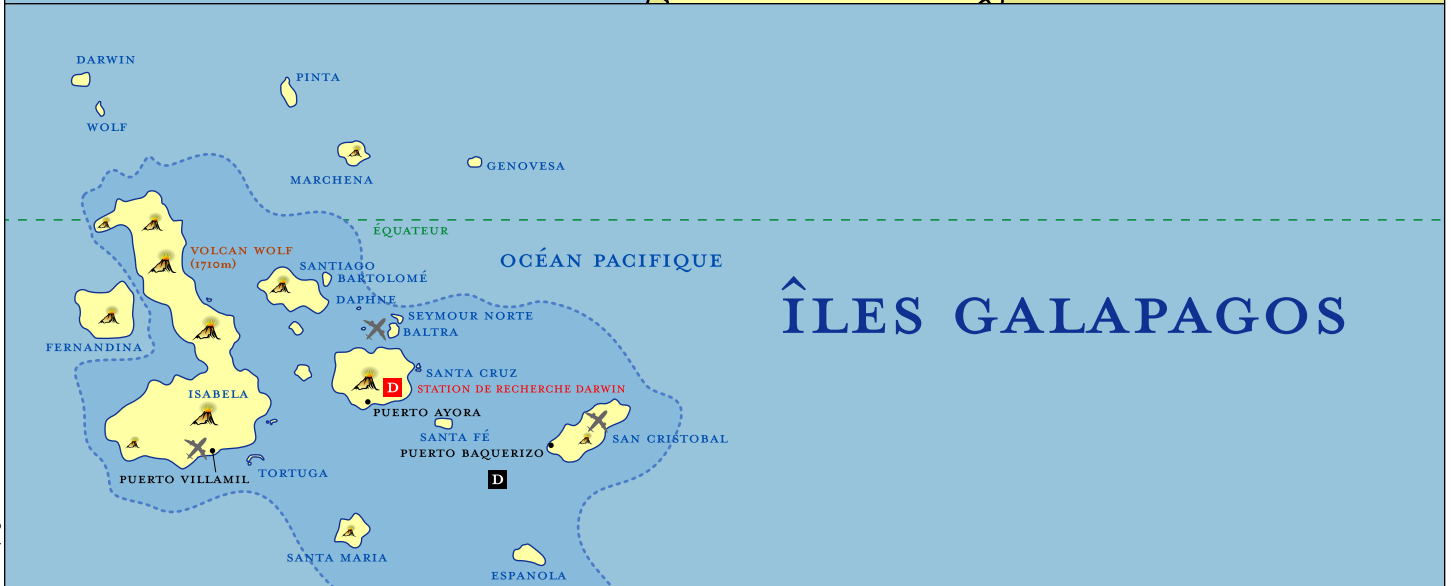 DARWIN
PINTA
WOLF
GENOVESA
MARCHENA
ÉQUATEUR
VOLCAN WOLF
(1710m)
OCÉAN PACIFIQUE
SANTIAGO
BARTOLOMÉ
DAPHNE
ÎLES GALAPAGOS
SEYMOUR NORTE
BALTRA
FERNANDINA
SANTA CRUZ
D STATION DE RECHERCHE DARWIN
ISABELA
PUERTO AYORA
SANTA FÉ
SAN CRISTOBAL
PUERTO BAQUERIZO
TORTUGA
PUERTO VILLAMIL
D
SANTA MARIA
ESPANOLA